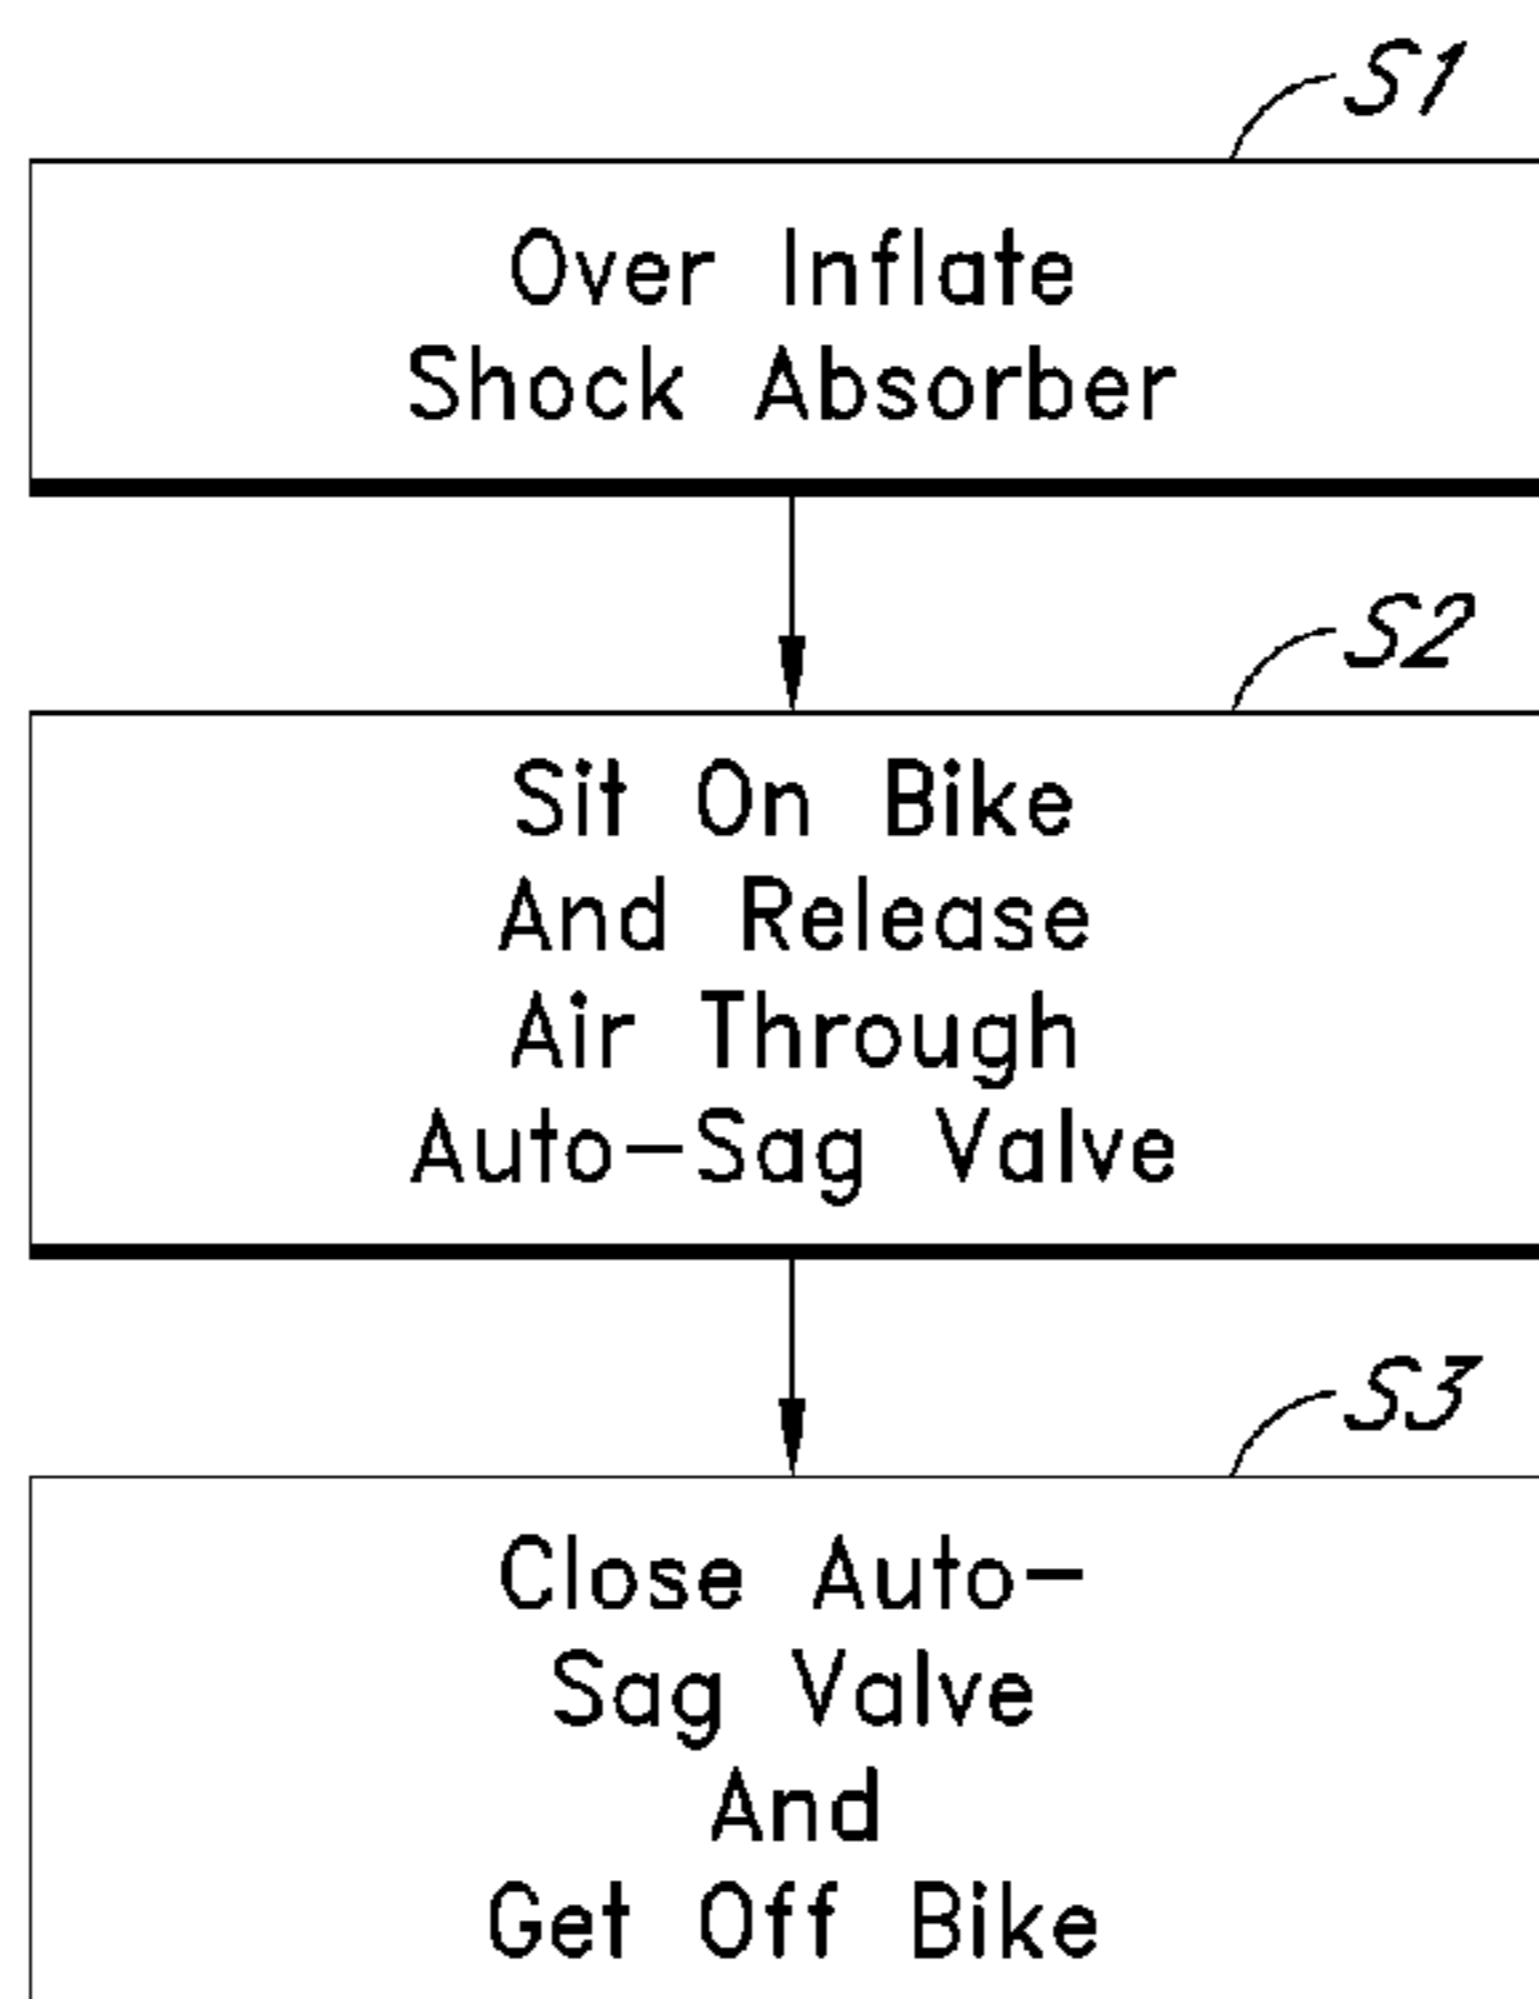 S1
Over Inflate
Shock Absorber
S2
Sit On Bike
And Release
Air Through
Auto-Sag Valve
S3
Close Auto-
Sag Valve
And
Get Off Bike